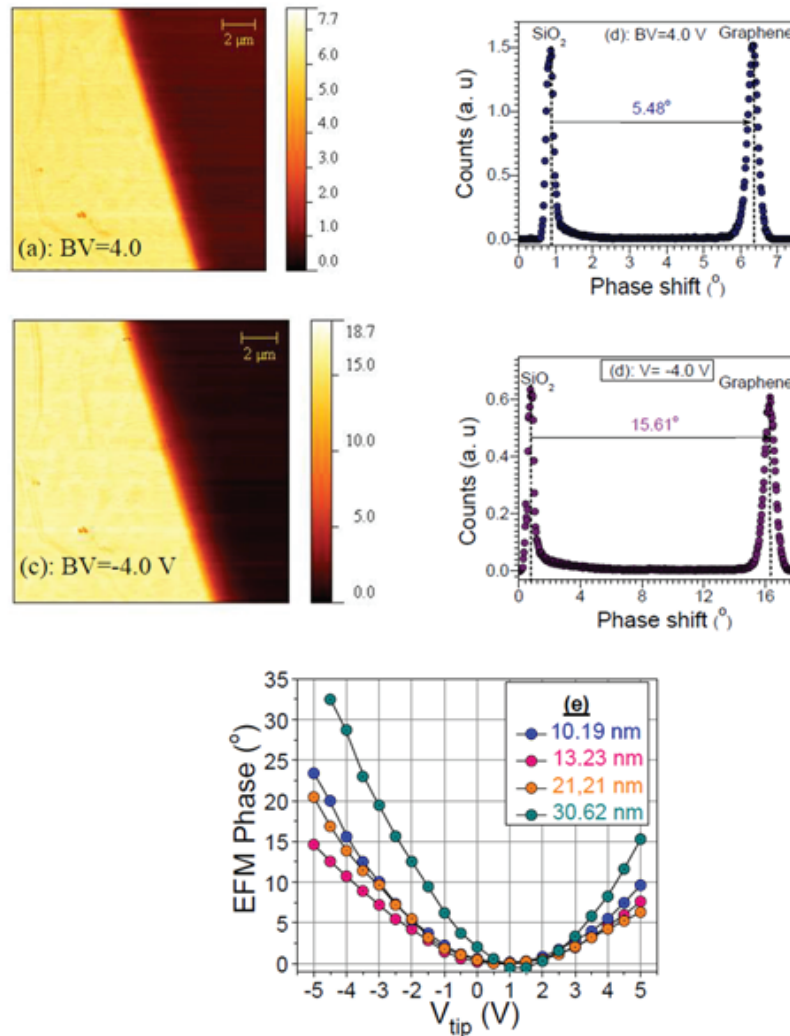 2 μm
7.7
6.0
5.0
4.0
3.0
2.0
1.0
0.0
(a): BV=4.0
SiO2
(d): BV=4.0 V
Graphene
1.5
1.0
0.5
0.0
5.48°
Counts (a. u)
0 1 2 3 4 5 6 7
Phase shift (°)
2 μm
18.7
15.0
10.0
5.0
0.0
(c): BV=-4.0 V
SiO2
(d): V= -4.0 V
Graphene
0.6
0.4
0.2
0.0
15.61°
Counts (a. u)
0 4 8 12 16
Phase shift (°)
35
30
25
20
15
10
5
0
EFM Phase (°)
(e)
10.19 nm
13.23 nm
21,21 nm
30.62 nm
-5 -4 -3 -2 -1 0 1 2 3 4 5
Vtip (V)